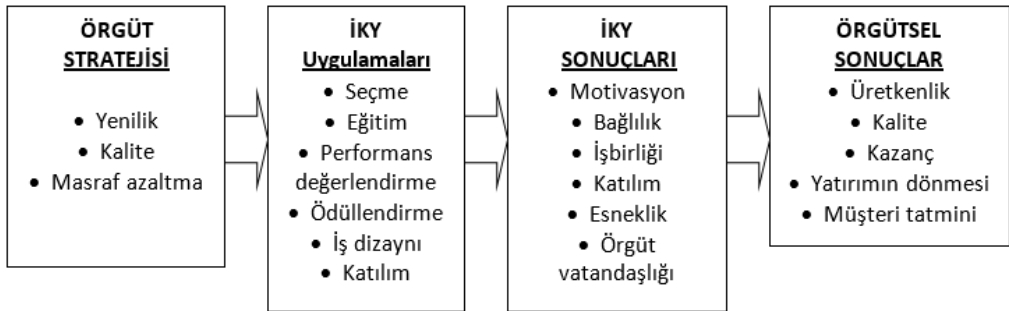 ÖRGÜT
STRATEJİSİ
• Yenilik
• Kalite
• Masraf azaltma
İKY
Uygulamaları
• Seçme
• Eğitim
• Performans
değerlendirme
• Ödüllendirme
• İş dizaynı
• Katılım
İKY
SONUÇLARI
• Motivasyon
• Bağlılık
• İşbirliği
• Katılım
• Esneklik
• Örgüt
vatandaşlığı
ÖRGÜTSEL
SONUÇLAR
• Üretkenlik
• Kalite
• Kazanç
• Yatırımın dönmesi
• Müşteri tatmini